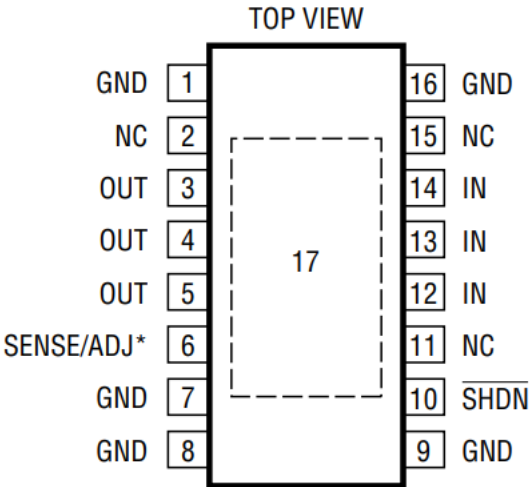 TOP VIEW
GND 1 16 GND
NC 2 15 NC
OUT 3 14 IN
OUT 4 13 IN
17
OUT 5 12 IN
SENSE/ADJ* 6 11 NC
GND 7 10 S̅H̅D̅N̅
GND 8 9 GND